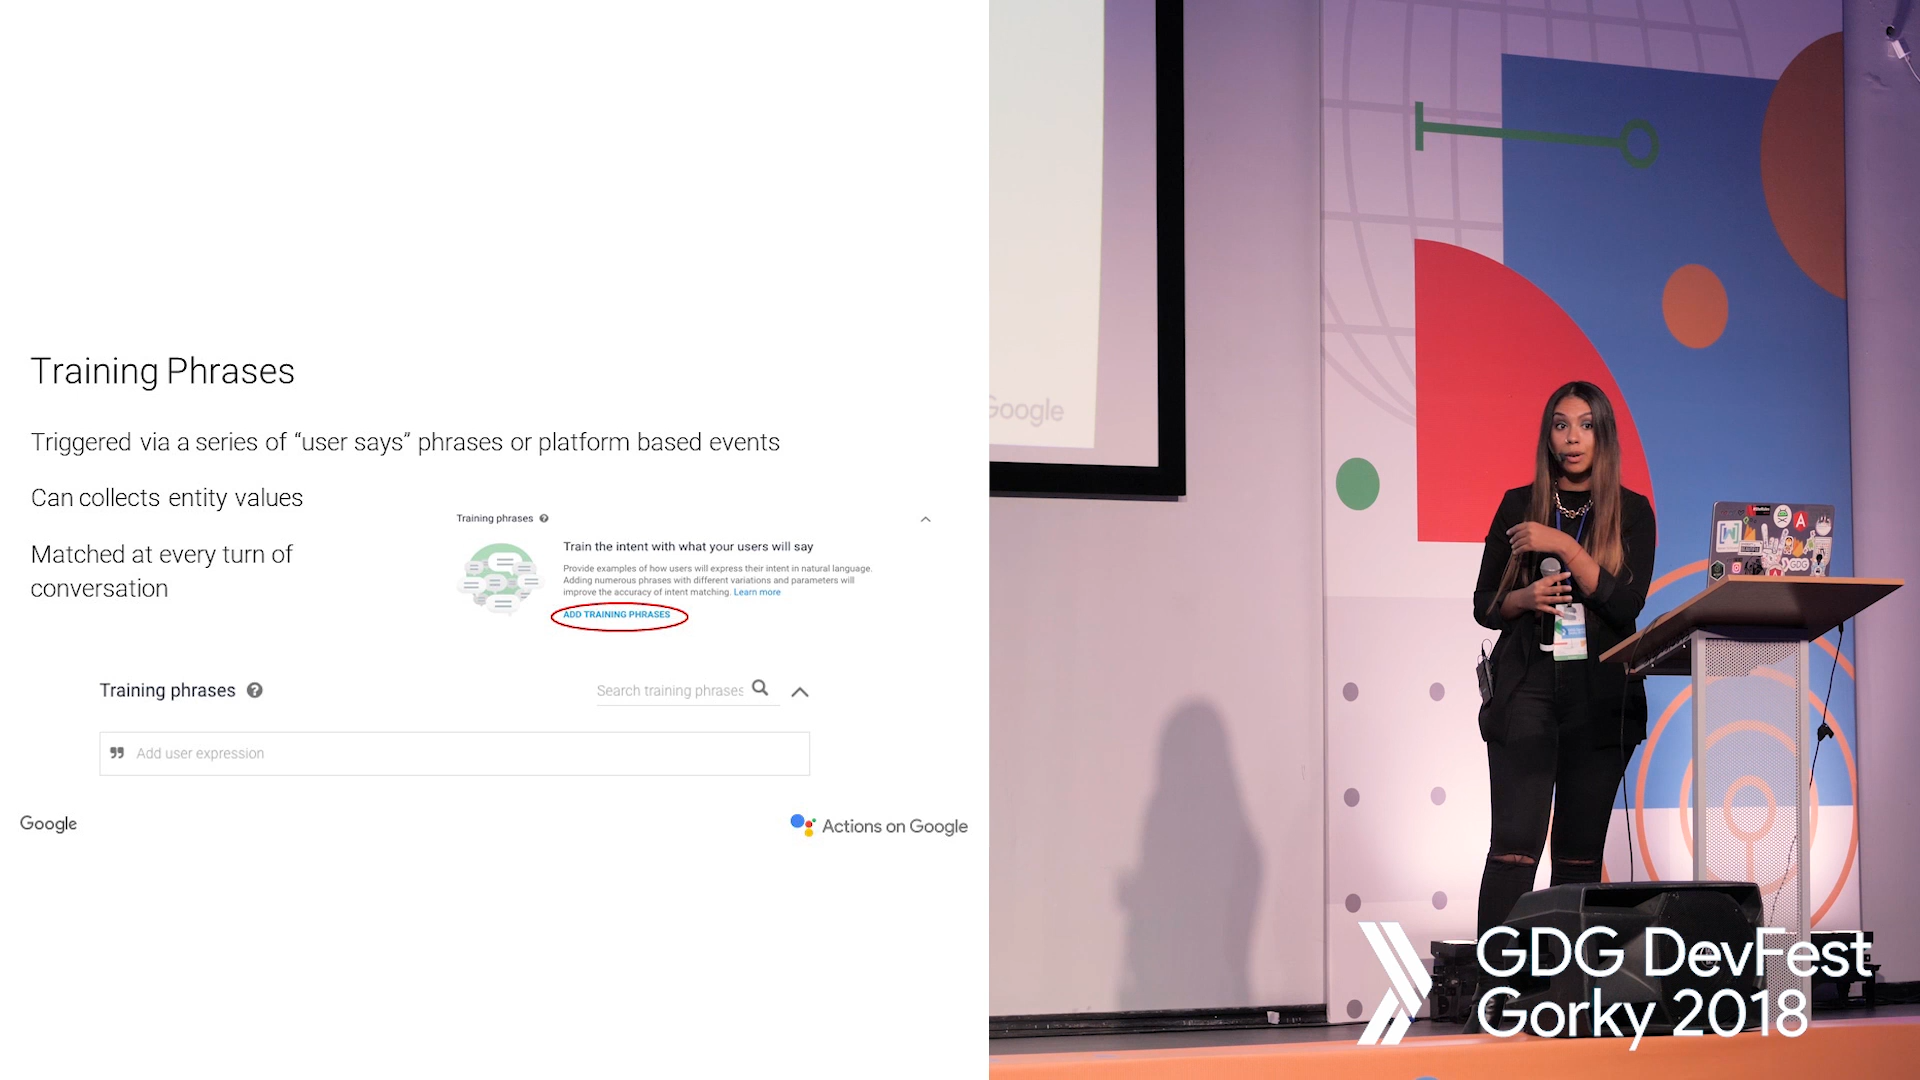 Training Phrases
Triggered via a series of “user says” phrases or platform based events
Can collects entity values
Matched at every turn of
conversation
Training phrases
Train the intent with what your users will say
Provide examples of how users will express their intent in natural language.
Adding numerous phrases with different variations and parameters will
improve the accuracy of intent matching. Learn more
ADD TRAINING PHRASES
Training phrases
Search training phrases
Add user expression
Google
Actions on Google
Google
GDG
GDG DevFest
Gorky 2018